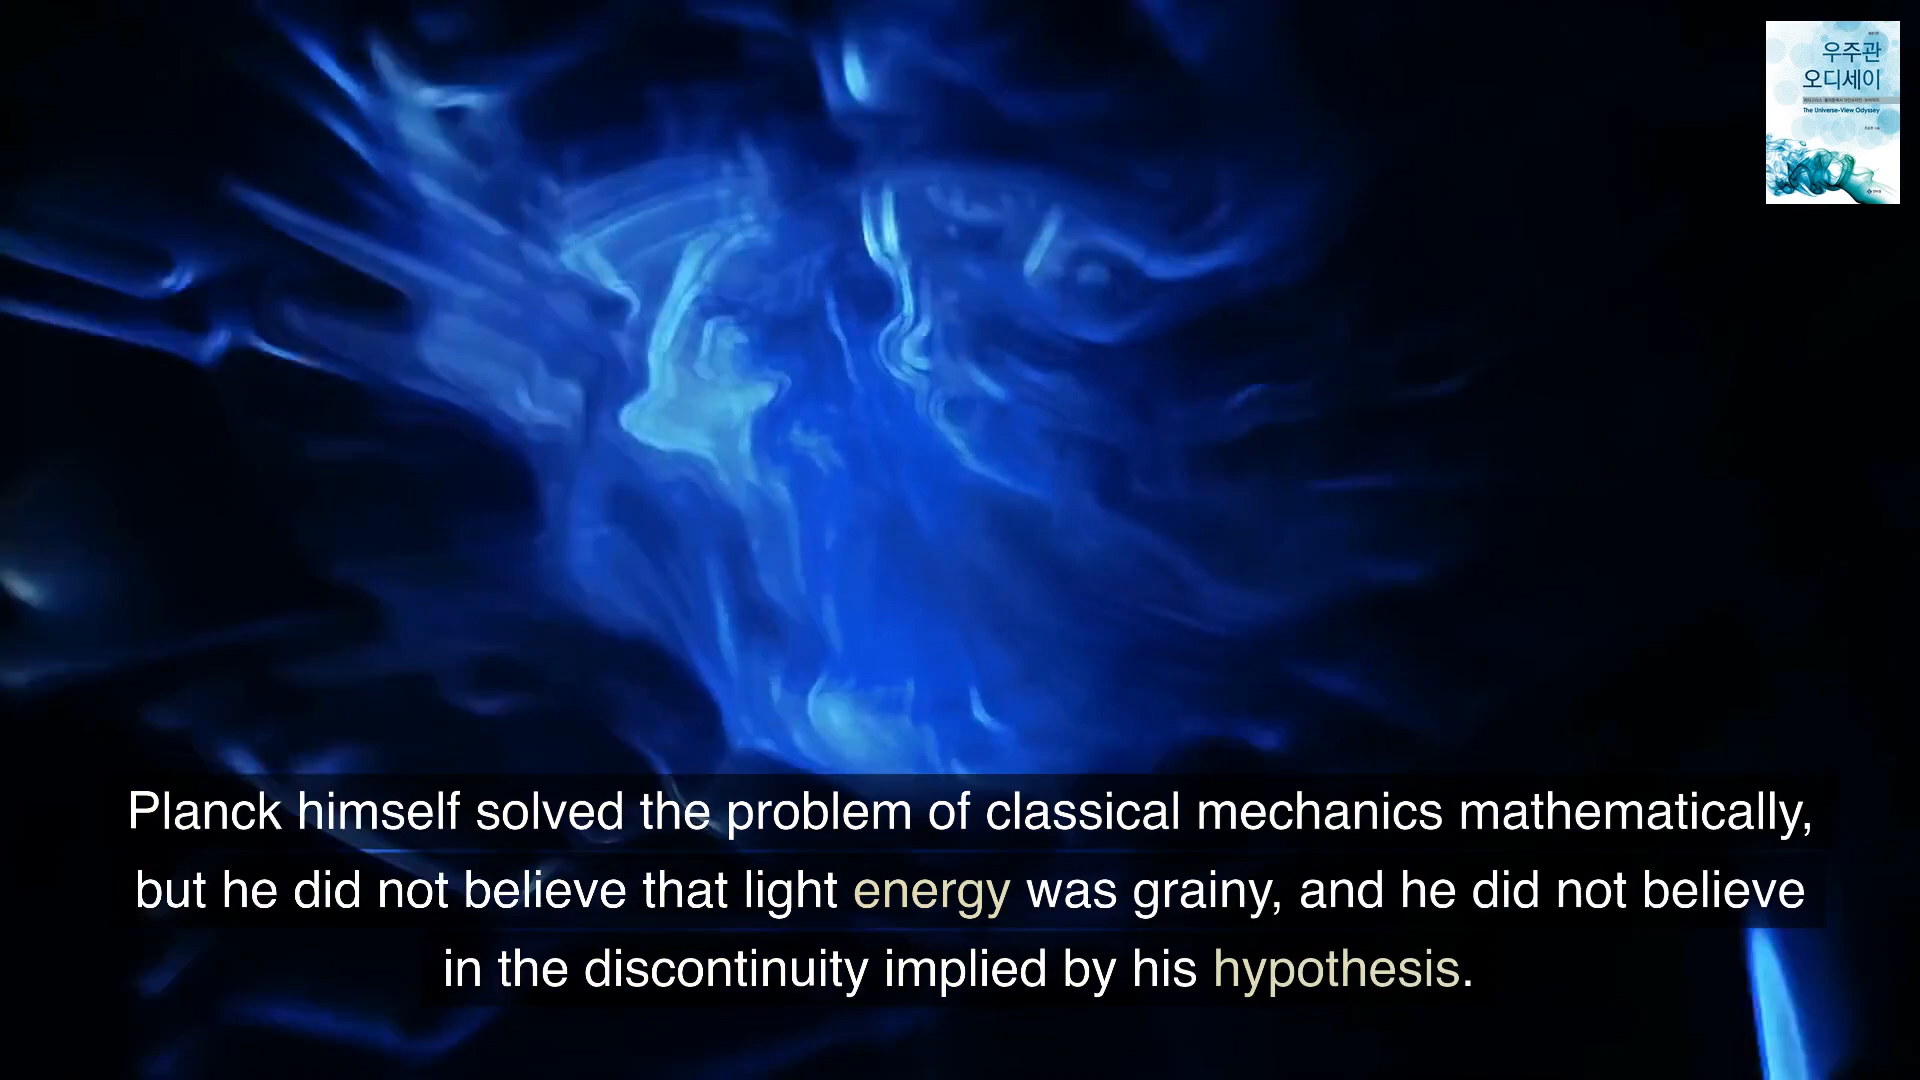 우주관
오디세이
The Universe-View Odyssey
Planck himself solved the problem of classical mechanics mathematically,
but he did not believe that light energy was grainy, and he did not believe
in the discontinuity implied by his hypothesis.